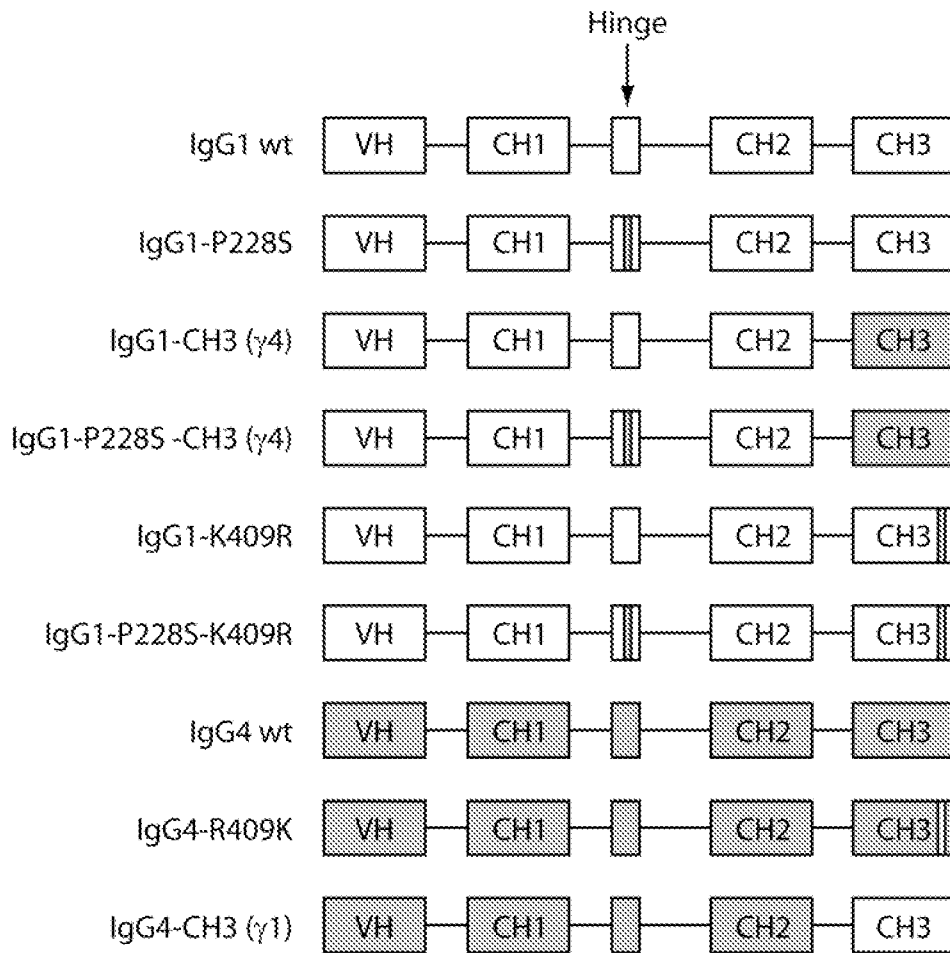 Hinge
IgG1 wt VH CH1 CH2 CH3
IgG1-P228S VH CH1 CH2 CH3
IgG1-CH3 (γ4) VH CH1 CH2 CH3
IgG1-P228S -CH3 (γ4) VH CH1 CH2 CH3
IgG1-K409R VH CH1 CH2 CH3
IgG1-P228S-K409R VH CH1 CH2 CH3
IgG4 wt VH CH1 CH2 CH3
IgG4-R409K VH CH1 CH2 CH3
IgG4-CH3 (γ1) VH CH1 CH2 CH3